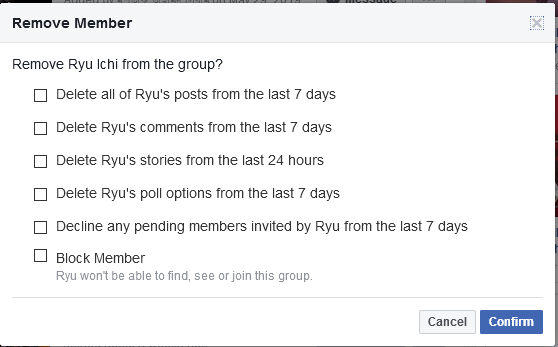 Remove Member
Remove Ryu Ichi from the group?
Delete all of Ryu's posts from the last 7 days
Delete Ryu's comments from the last 7 days
Delete Ryu's stories from the last 24 hours
Delete Ryu's poll options from the last 7 days
Decline any pending members invited by Ryu from the last 7 days
Block Member
Ryu won't be able to find, see or join this group.
Cancel Confirm